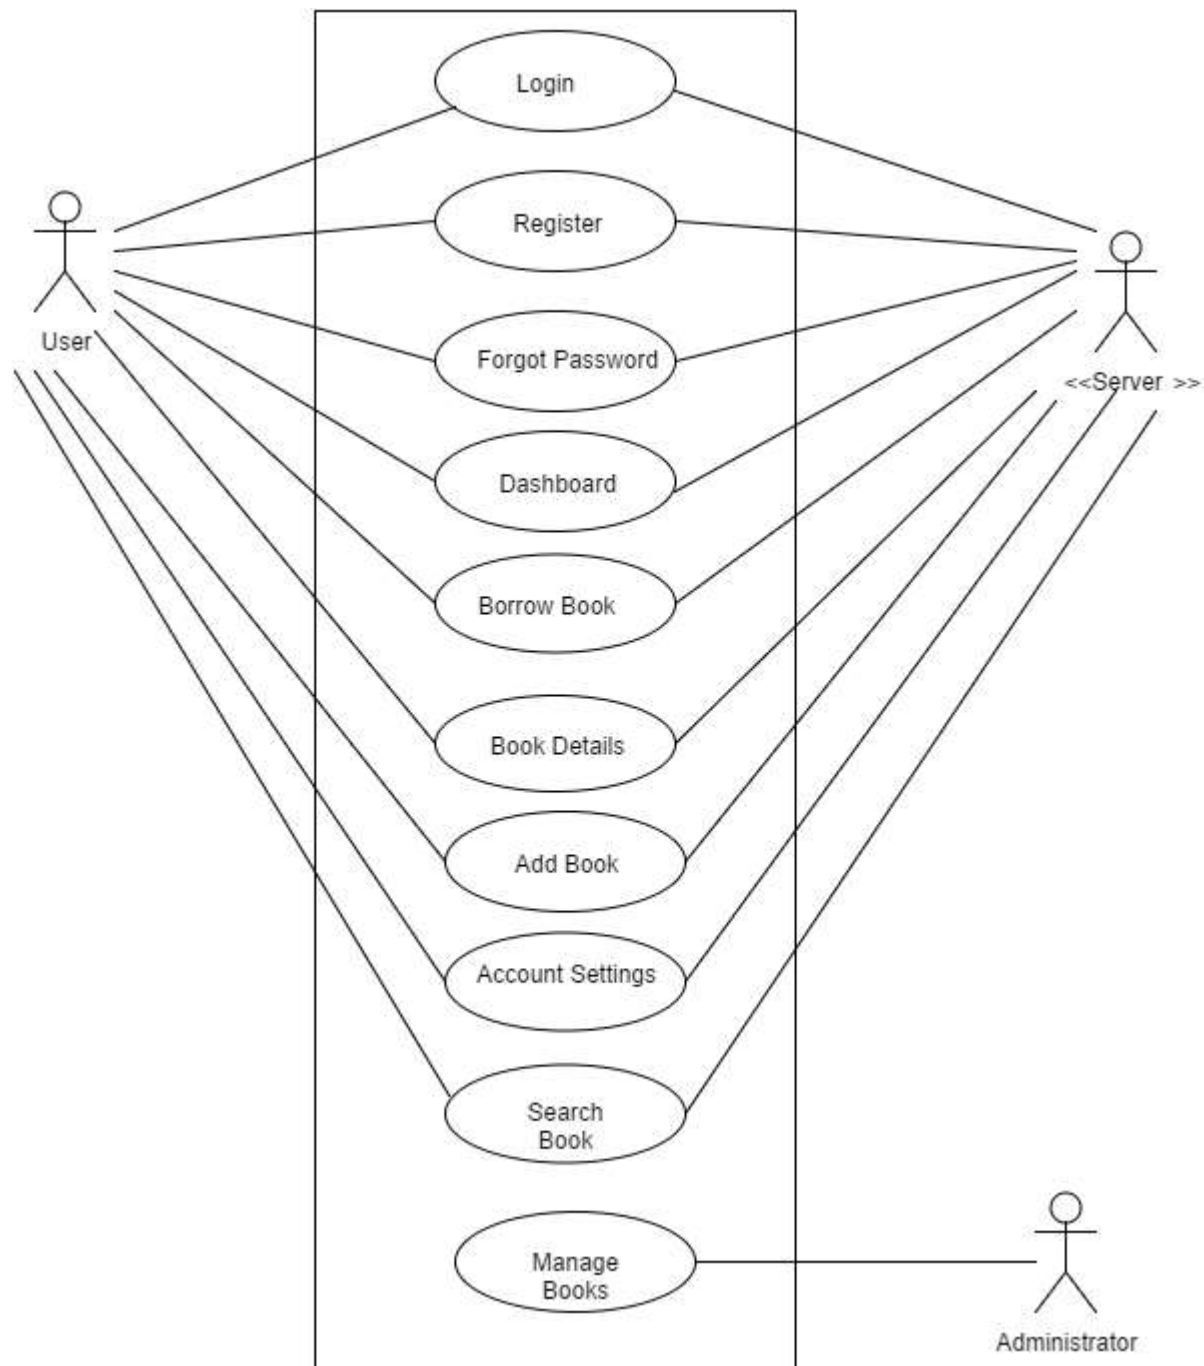 Login
Register
User
Forgot Password
<<Server >>
Dashboard
Borrow Book
Book Details
Add Book
Account Settings
Search
Book
Manage
Books
Administrator